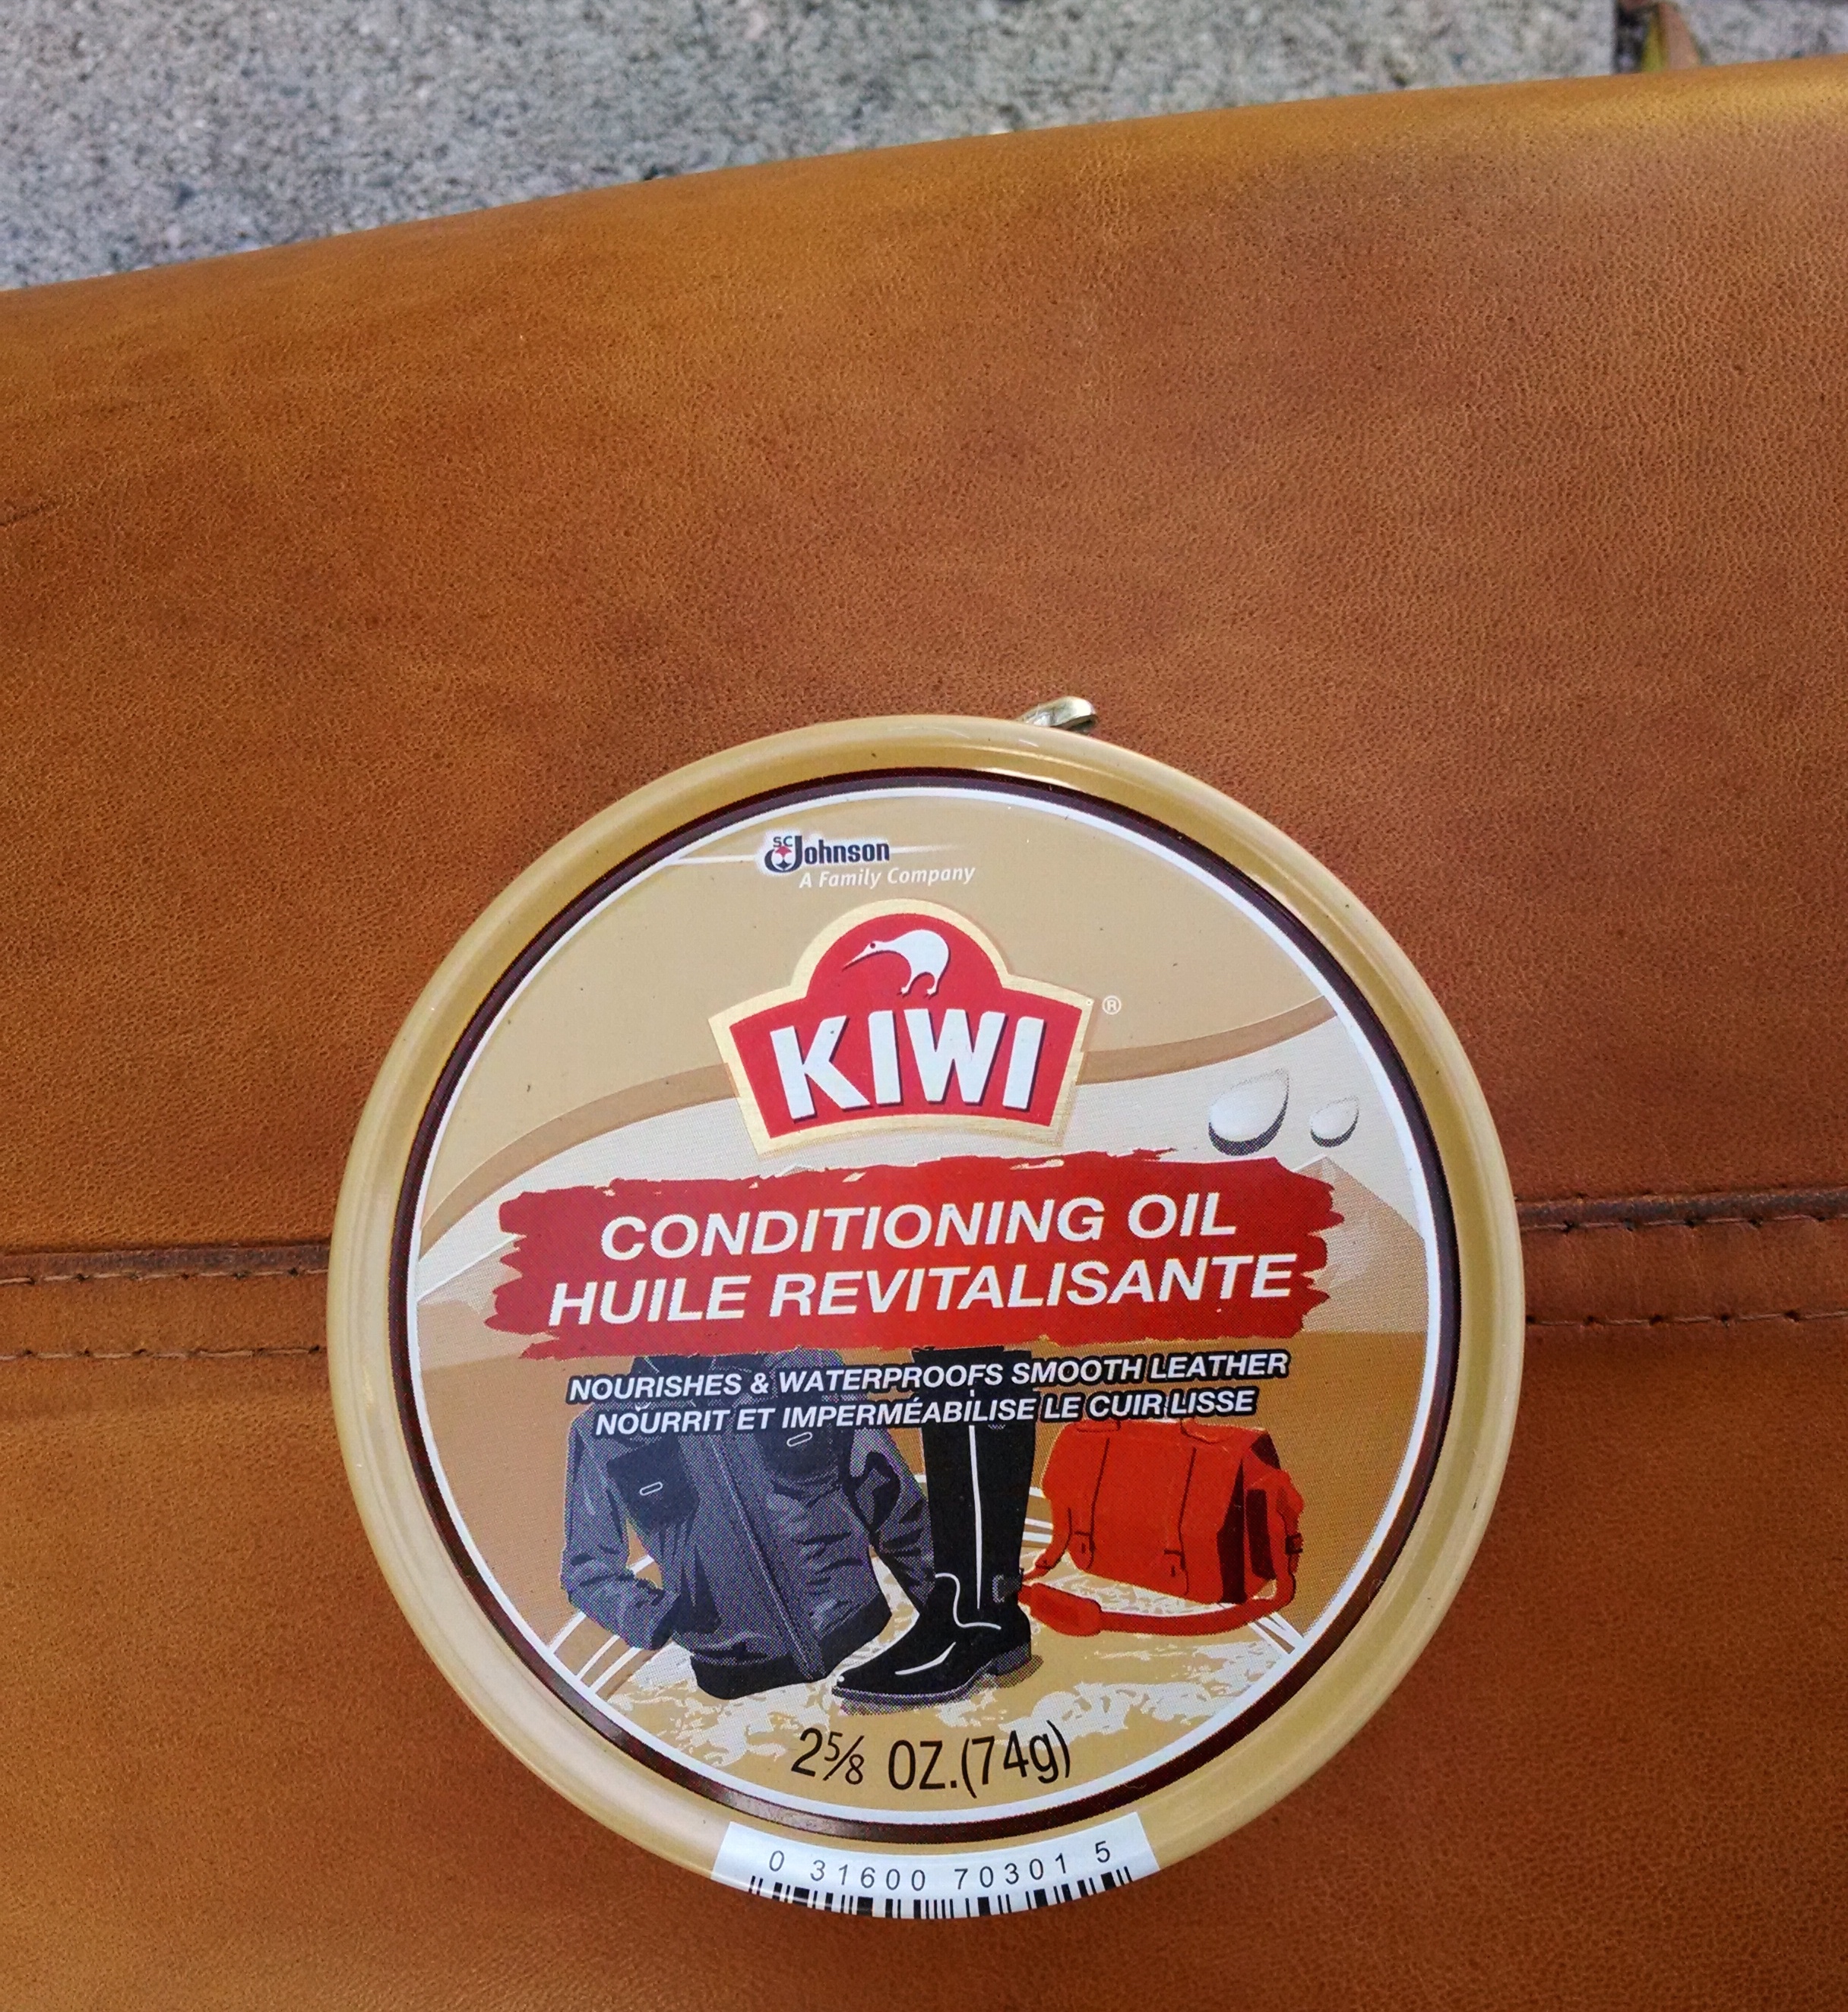 SC Johnson
A Family Company
KIWI®
CONDITIONING OIL
HUILE REVITALISANTE
NOURISHES & WATERPROOFS SMOOTH LEATHER
NOURRIT ET IMPERMÉABILISE LE CUIR LISSE
2⅝ OZ.(74g)
0 31600 70301 5